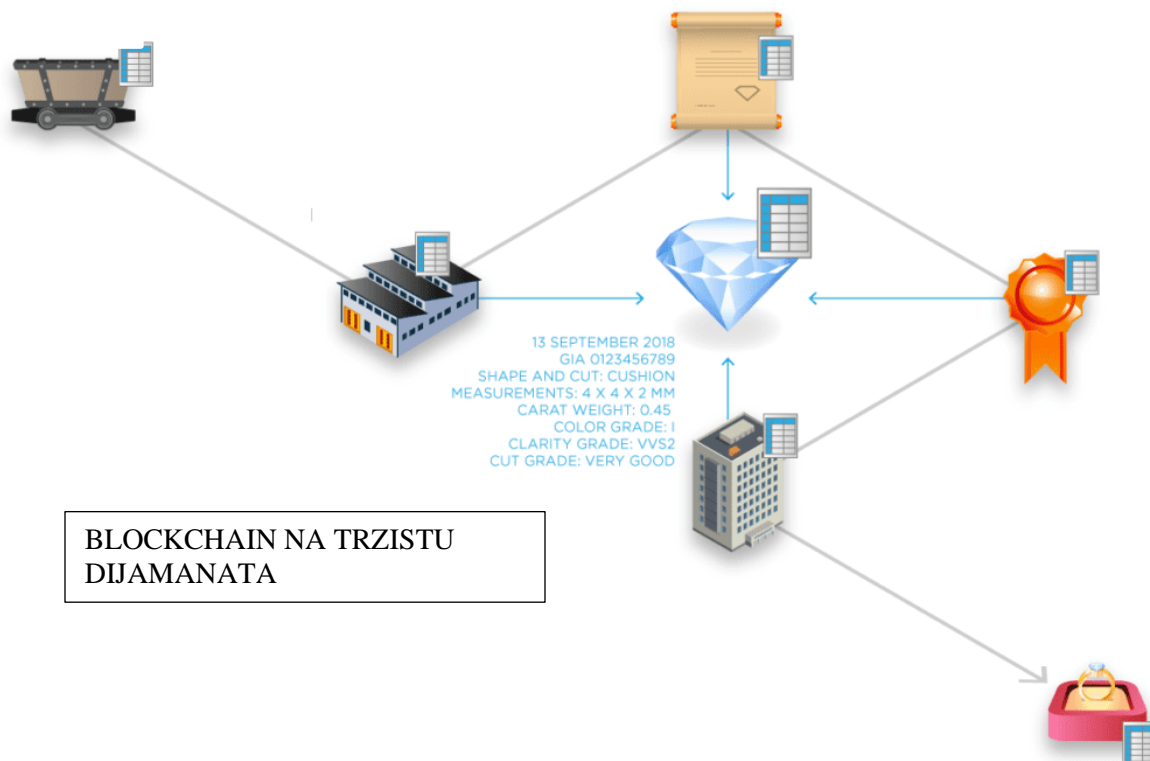 13 SEPTEMBER 2018
GIA 0123456789
SHAPE AND CUT: CUSHION
MEASUREMENTS: 4 X 4 X 2 MM
CARAT WEIGHT: 0.45
COLOR GRADE: I
CLARITY GRADE: VVS2
CUT GRADE: VERY GOOD
BLOCKCHAIN NA TRZISTU
DIJAMANATA